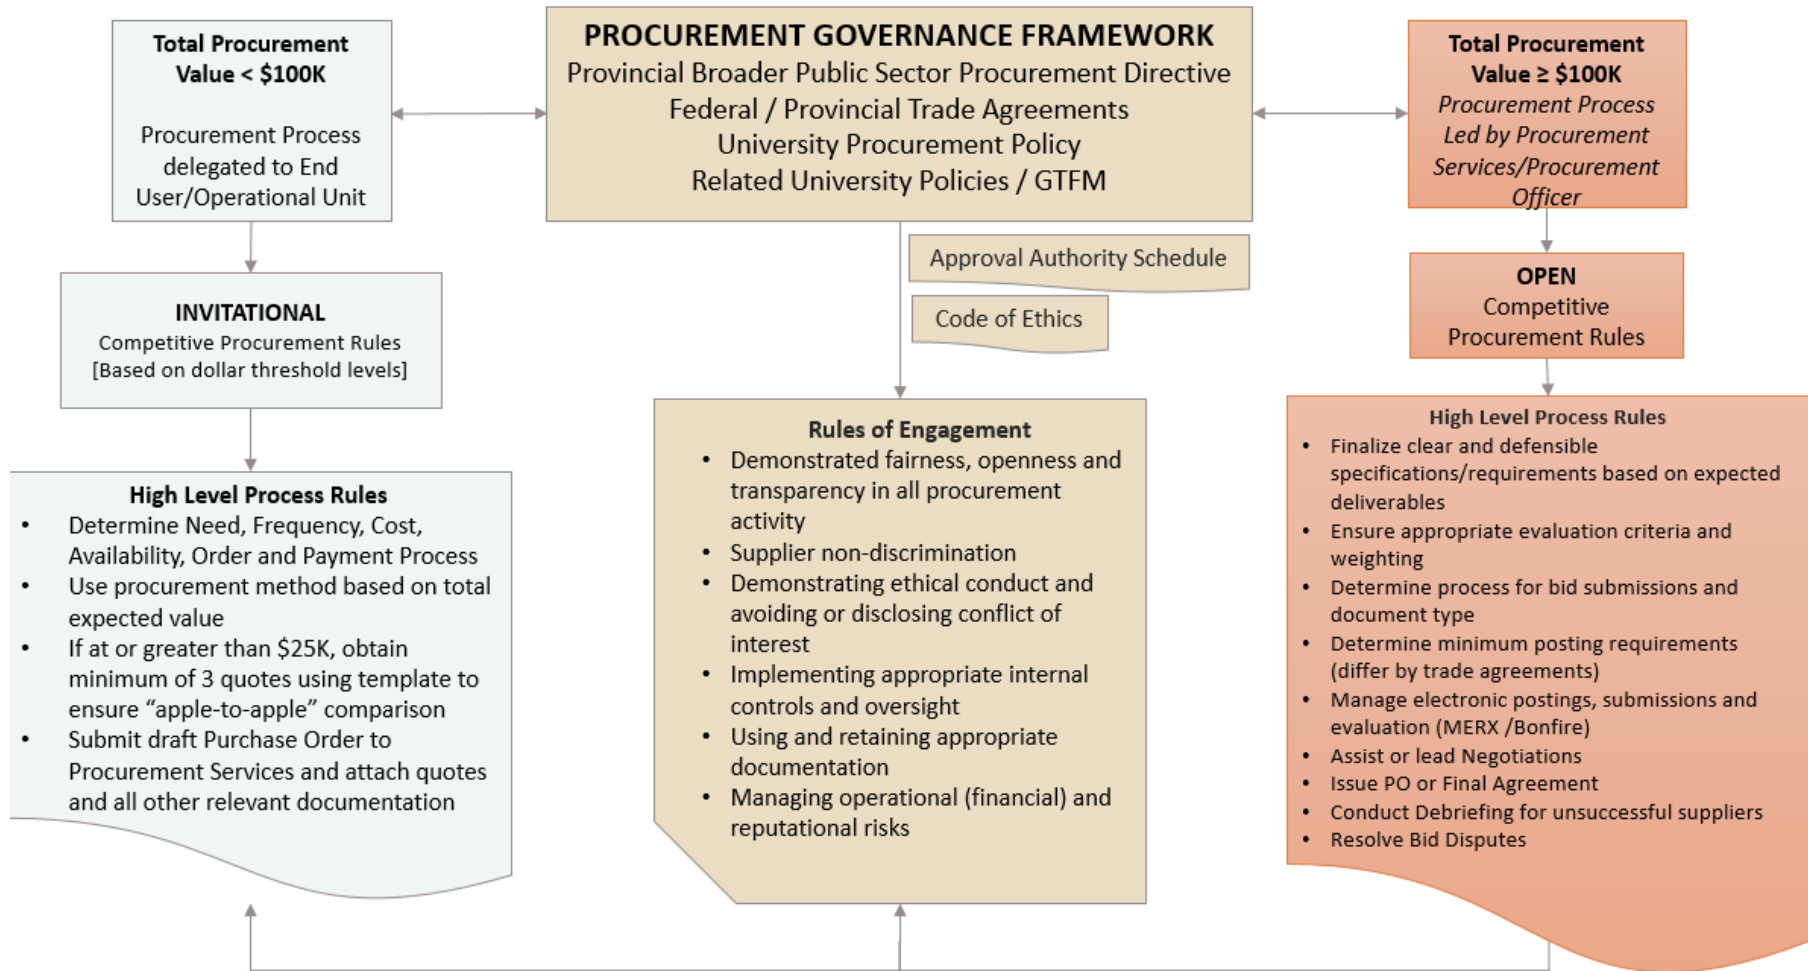 Total Procurement
Value < $100K
Procurement Process
delegated to End
User/Operational Unit
INVITATIONAL
Competitive Procurement Rules
[Based on dollar threshold levels]
High Level Process Rules
• Determine Need, Frequency, Cost,
Availability, Order and Payment Process
• Use procurement method based on total
expected value
• If at or greater than $25K, obtain
minimum of 3 quotes using template to
ensure “apple-to-apple” comparison
• Submit draft Purchase Order to
Procurement Services and attach quotes
and all other relevant documentation
PROCUREMENT GOVERNANCE FRAMEWORK
Provincial Broader Public Sector Procurement Directive
Federal / Provincial Trade Agreements
University Procurement Policy
Related University Policies / GTFM
Approval Authority Schedule
Code of Ethics
Rules of Engagement
• Demonstrated fairness, openness and
transparency in all procurement
activity
• Supplier non-discrimination
• Demonstrating ethical conduct and
avoiding or disclosing conflict of
interest
• Implementing appropriate internal
controls and oversight
• Using and retaining appropriate
documentation
• Managing operational (financial) and
reputational risks
Total Procurement
Value ≥ $100K
Procurement Process
Led by Procurement
Services/Procurement
Officer
OPEN
Competitive
Procurement Rules
High Level Process Rules
• Finalize clear and defensible
specifications/requirements based on expected
deliverables
• Ensure appropriate evaluation criteria and
weighting
• Determine process for bid submissions and
document type
• Determine minimum posting requirements
(differ by trade agreements)
• Manage electronic postings, submissions and
evaluation (MERX /Bonfire)
• Assist or lead Negotiations
• Issue PO or Final Agreement
• Conduct Debriefing for unsuccessful suppliers
• Resolve Bid Disputes